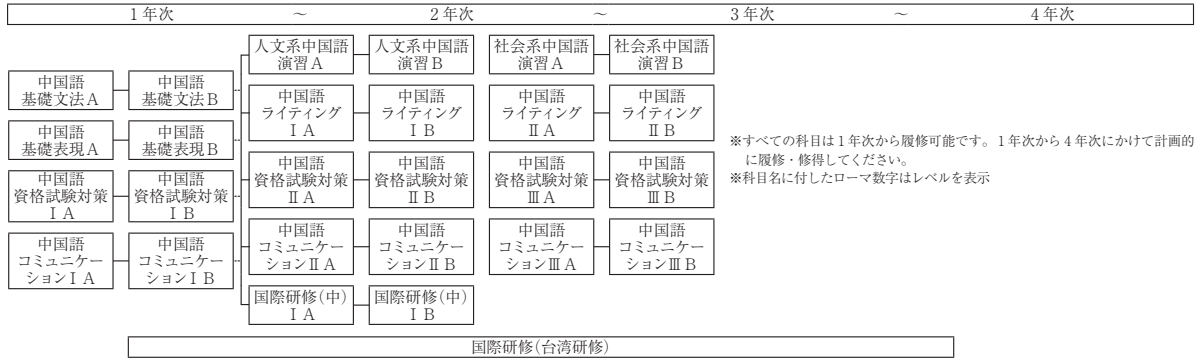 1年次 ～ 2年次 ～ 3年次 ～ 4年次
中国語
基礎文法A
中国語
基礎文法B
中国語
基礎表現A
中国語
基礎表現B
中国語
資格試験対策
ⅠA
中国語
資格試験対策
ⅠB
中国語
コミュニケー
ションⅠA
中国語
コミュニケー
ションⅠB
人文系中国語
演習A
人文系中国語
演習B
社会系中国語
演習A
社会系中国語
演習B
中国語
ライティング
ⅠA
中国語
ライティング
ⅠB
中国語
ライティング
ⅡA
中国語
ライティング
ⅡB
中国語
資格試験対策
ⅡA
中国語
資格試験対策
ⅡB
中国語
資格試験対策
ⅢA
中国語
資格試験対策
ⅢB
中国語
コミュニケー
ションⅡA
中国語
コミュニケー
ションⅡB
中国語
コミュニケー
ションⅢA
中国語
コミュニケー
ションⅢB
国際研修(中)
ⅠA
国際研修(中)
ⅠB
国際研修(台湾研修)
※すべての科目は1年次から履修可能です。1年次から4年次にかけて計画的
に履修・修得してください。
※科目名に付したローマ数字はレベルを表示